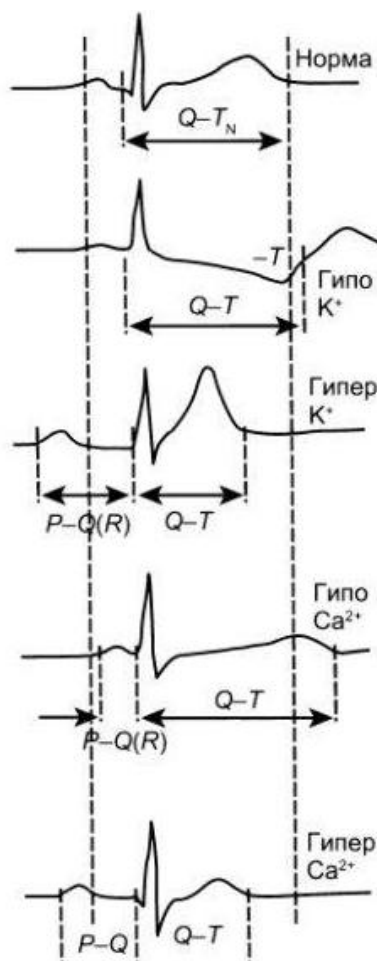 Норма
Q–T_N
–T
Гипо
K⁺
Q–T
Гипер
K⁺
P–Q(R)
Q–T
Гипо
Ca²⁺
Q–T
P–Q(R)
Гипер
Ca²⁺
P–Q
Q–T